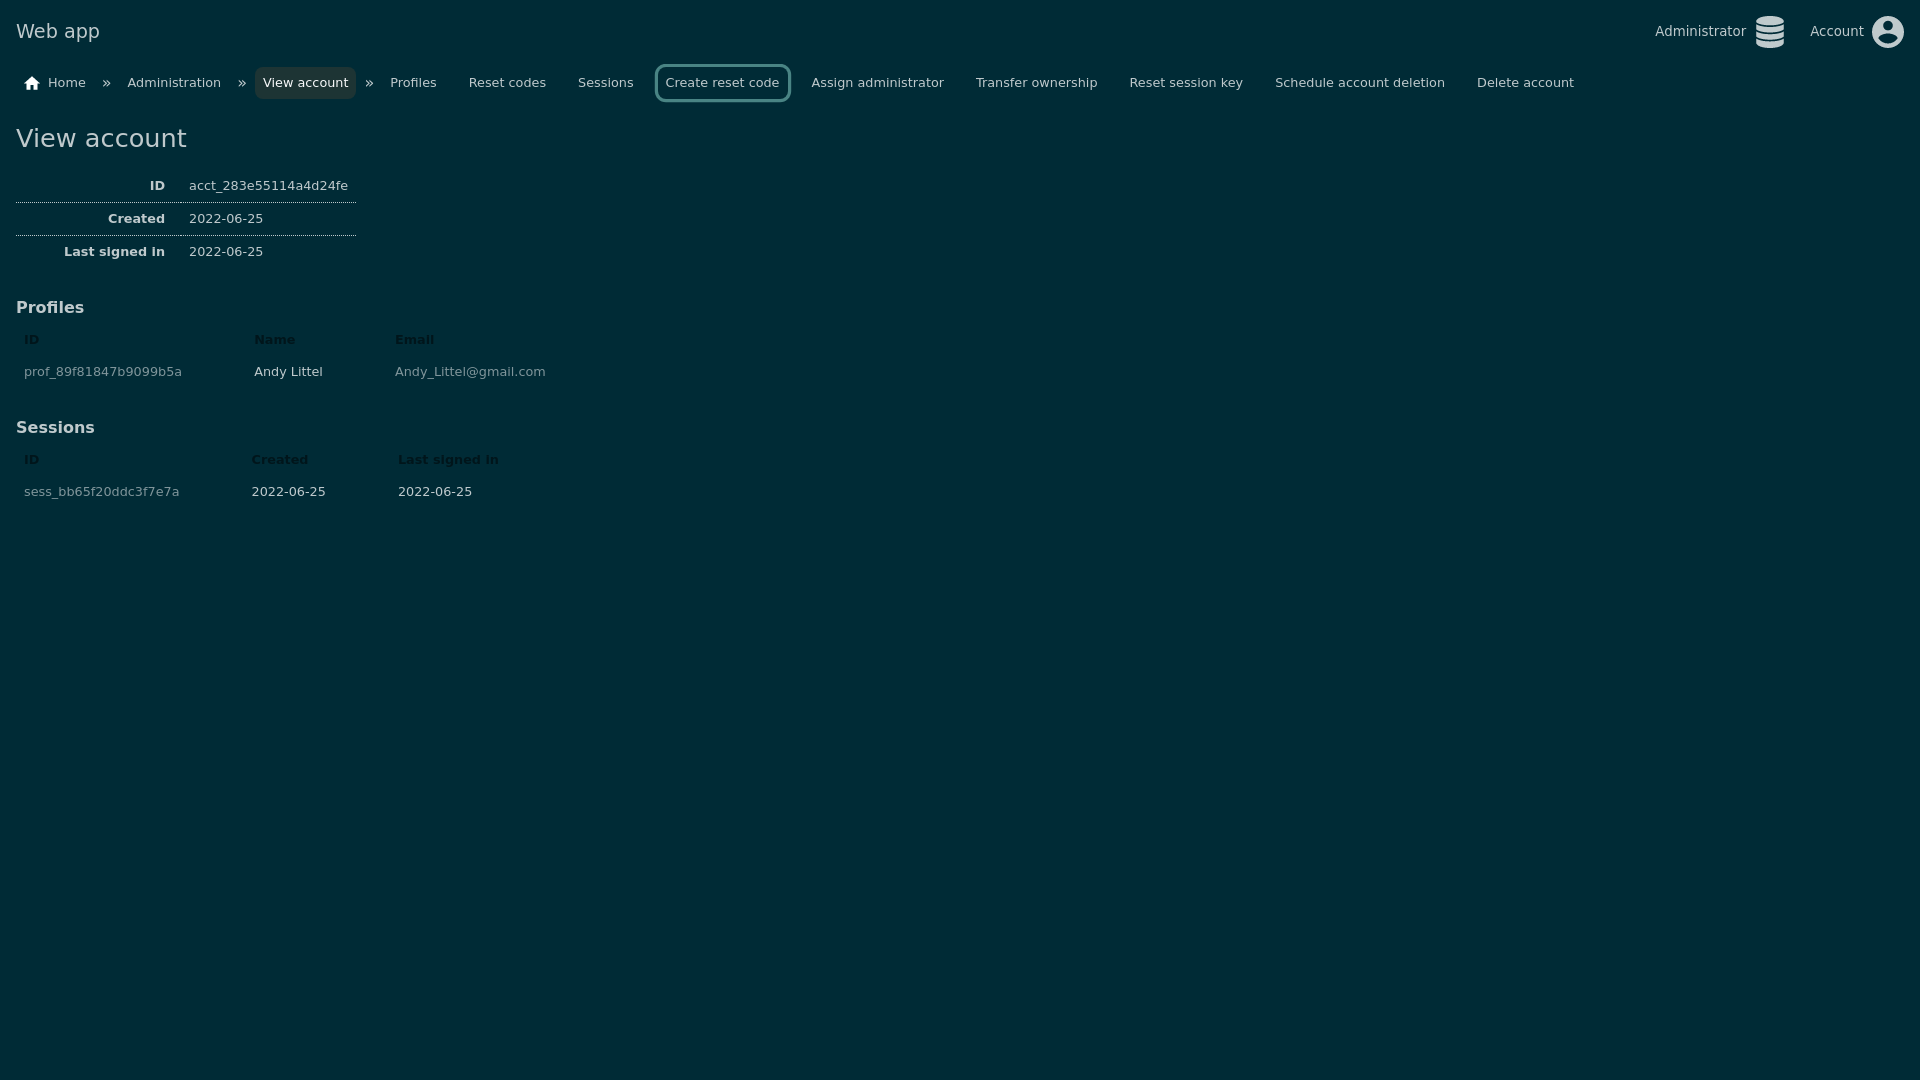 Web app
Administrator
Account
Home » Administration » View account » Profiles Reset codes Sessions Create reset code Assign administrator Transfer ownership Reset session key Schedule account deletion Delete account
View account
ID acct_283e55114a4d24fe
Created 2022-06-25
Last signed in 2022-06-25
Profiles
ID Name Email
prof_89f81847b9099b5a Andy Littel Andy_Littel@gmail.com
Sessions
ID Created Last signed in
sess_bb65f20ddc3f7e7a 2022-06-25 2022-06-25